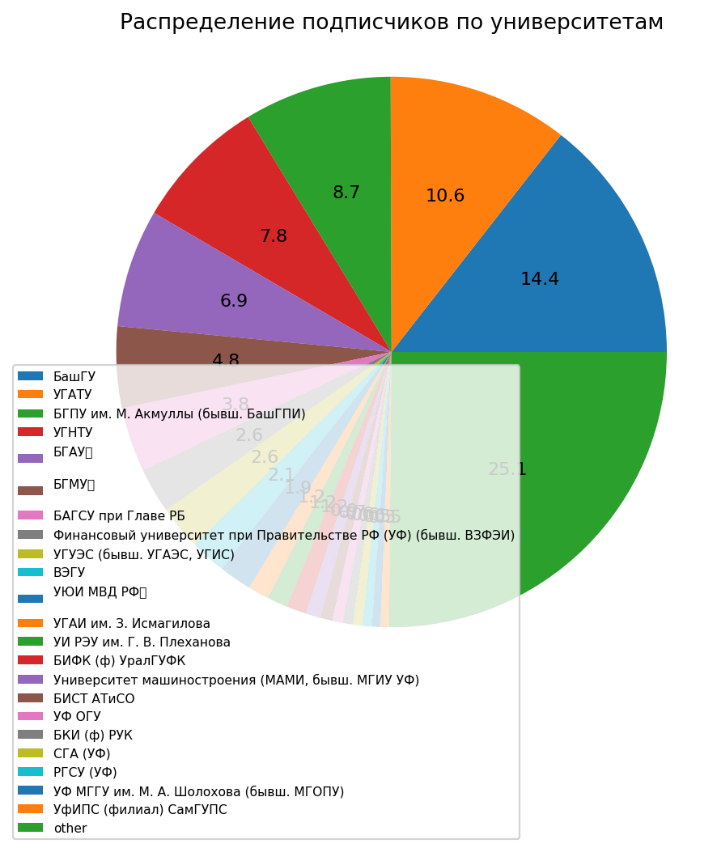 Распределение подписчиков по университетам
8.7
10.6
7.8
14.4
6.9
4.8
3.8
2.6
2.6
2.1
1.9
25.1
БашГУ
УГАТУ
БГПУ им. М. Акмуллы (бывш. БашГПИ)
УГНТУ
БГАУ
БГМУ
БАГСУ при Главе РБ
Финансовый университет при Правительстве РФ (УФ) (бывш. ВЗФЭИ)
УГУЭС (бывш. УГАЭС, УГИС)
ВЭГУ
УЮИ МВД РФ
УГАИ им. З. Исмагилова
УИ РЭУ им. Г. В. Плеханова
БИФК (ф) УралГУФК
Университет машиностроения (МАМИ, бывш. МГИУ УФ)
БИСТ АТиСО
УФ ОГУ
БКИ (ф) РУК
СГА (УФ)
РГСУ (УФ)
УФ МГГУ им. М. А. Шолохова (бывш. МГОПУ)
УфИПС (филиал) СамГУПС
other